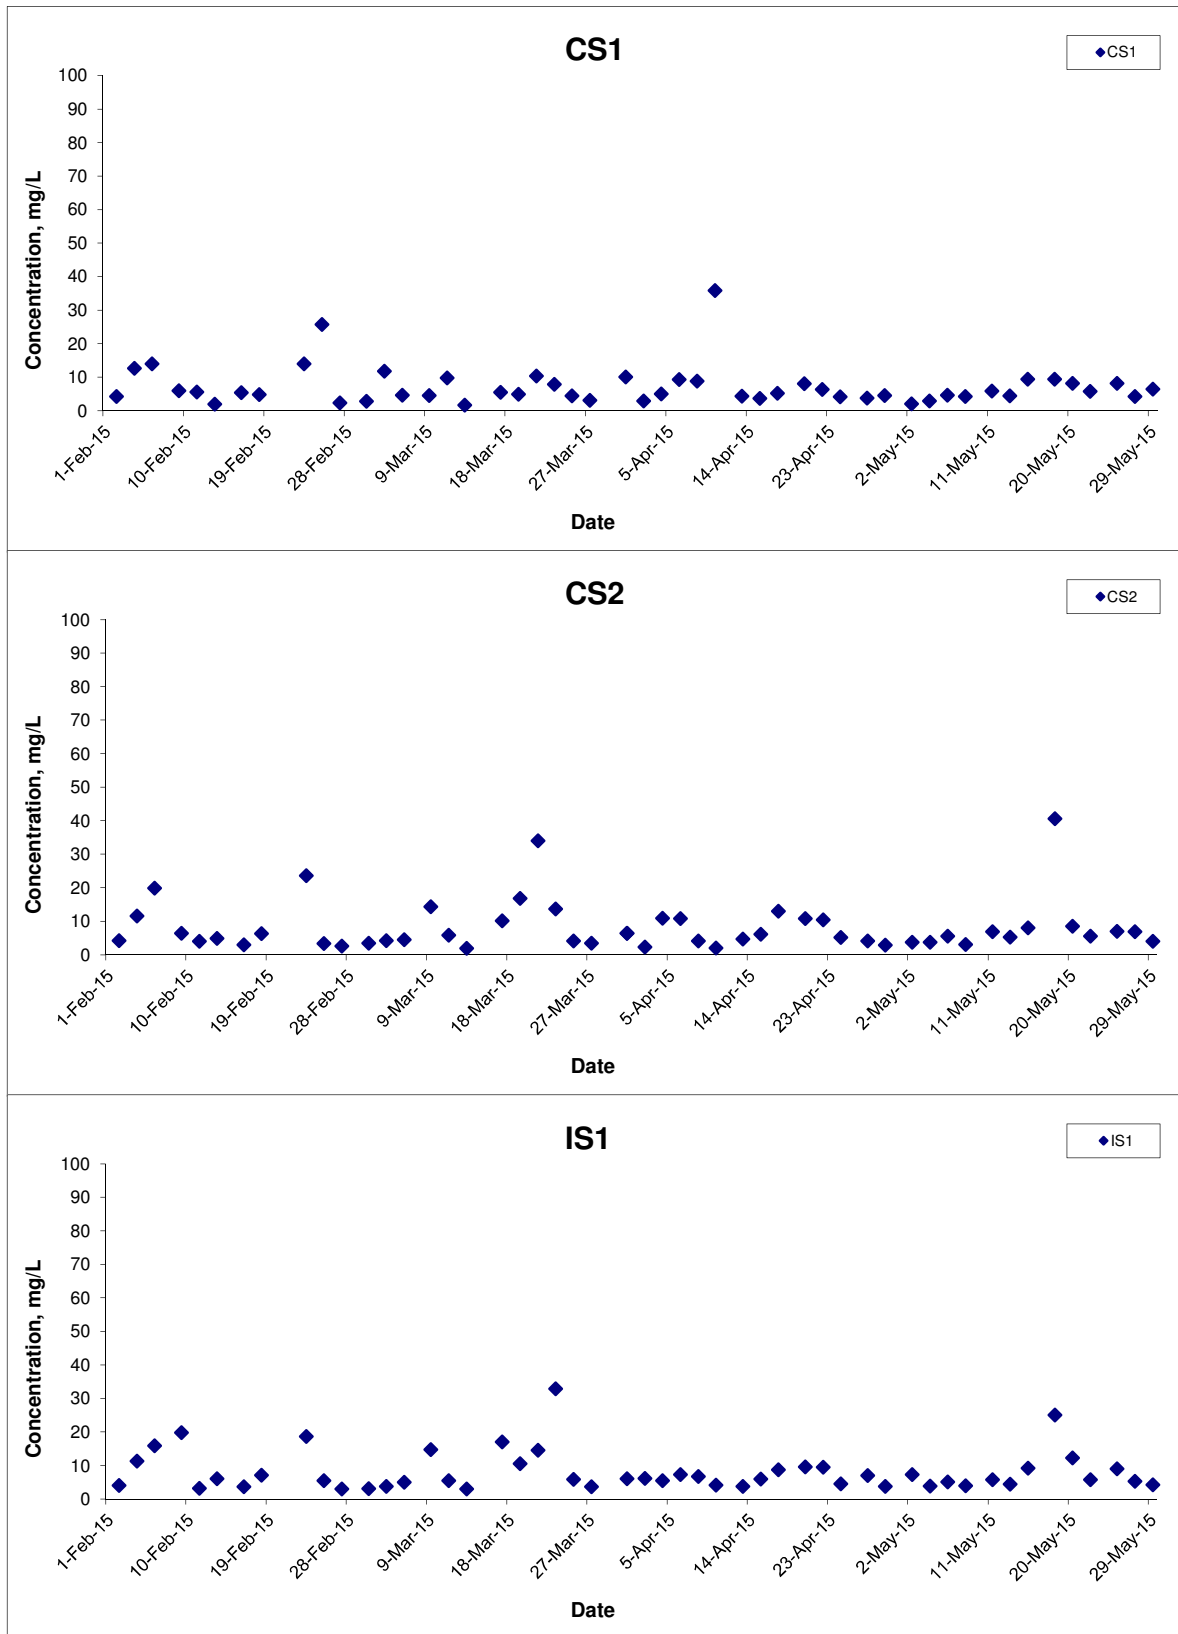 CS1
CS1
100
90
80
70
60
50
40
30
20
10
0
Concentration, mg/L
1-Feb-15
10-Feb-15
19-Feb-15
28-Feb-15
9-Mar-15
18-Mar-15
27-Mar-15
5-Apr-15
14-Apr-15
23-Apr-15
2-May-15
11-May-15
20-May-15
29-May-15
Date
CS2
CS2
100
90
80
70
60
50
40
30
20
10
0
Concentration, mg/L
1-Feb-15
10-Feb-15
19-Feb-15
28-Feb-15
9-Mar-15
18-Mar-15
27-Mar-15
5-Apr-15
14-Apr-15
23-Apr-15
2-May-15
11-May-15
20-May-15
29-May-15
Date
IS1
IS1
100
90
80
70
60
50
40
30
20
10
0
Concentration, mg/L
1-Feb-15
10-Feb-15
19-Feb-15
28-Feb-15
9-Mar-15
18-Mar-15
27-Mar-15
5-Apr-15
14-Apr-15
23-Apr-15
2-May-15
11-May-15
20-May-15
29-May-15
Date